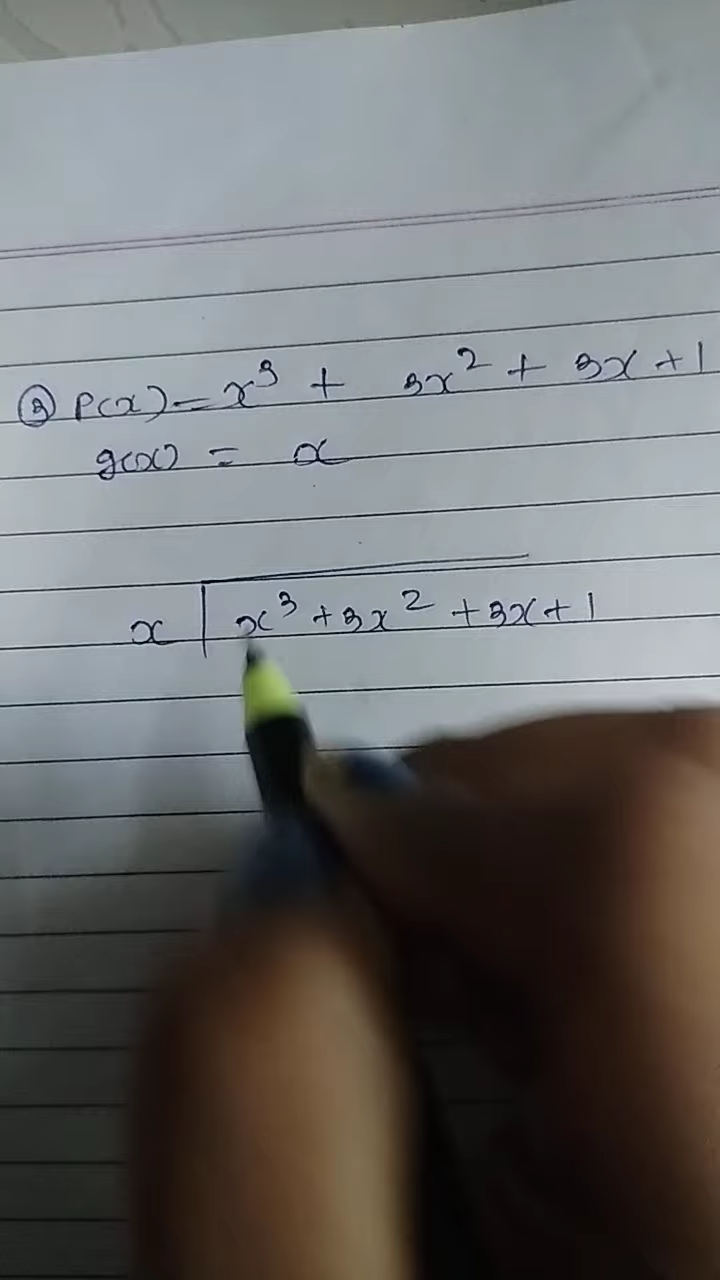 ③ P(x) = x³ + 3x² + 3x + 1
g(x) = x
x | x³ + 3x² + 3x + 1